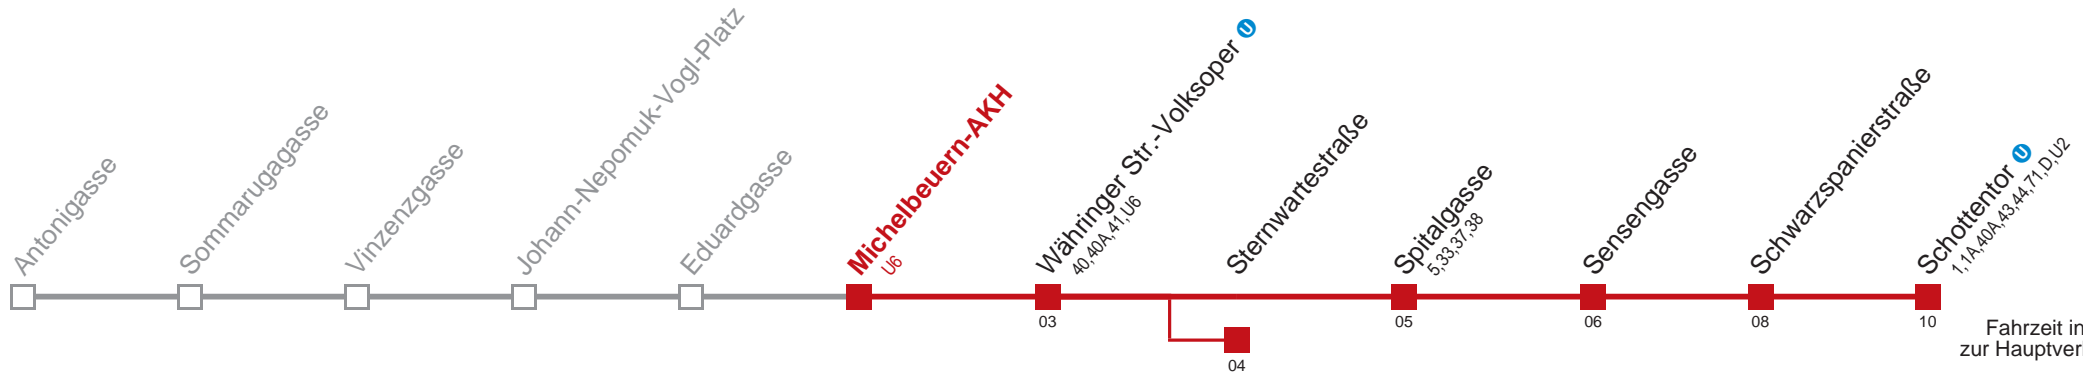 Antonigasse
Sommarugagasse
Vinzenzgasse
Johann-Nepomuk-Vogl-Platz
Eduardgasse
Michelbeuern-AKH
U6
Währinger Str.-Volksoper U
40,40A,41,U6
Sternwartestraße
Spitalgasse
5,33,37,38
Sensengasse
Schwarzspanierstraße
Schottentor U
1,1A,40A,43,44,71,D,U2
03
04
05
06
08
10
Fahrzeit in
zur Hauptver